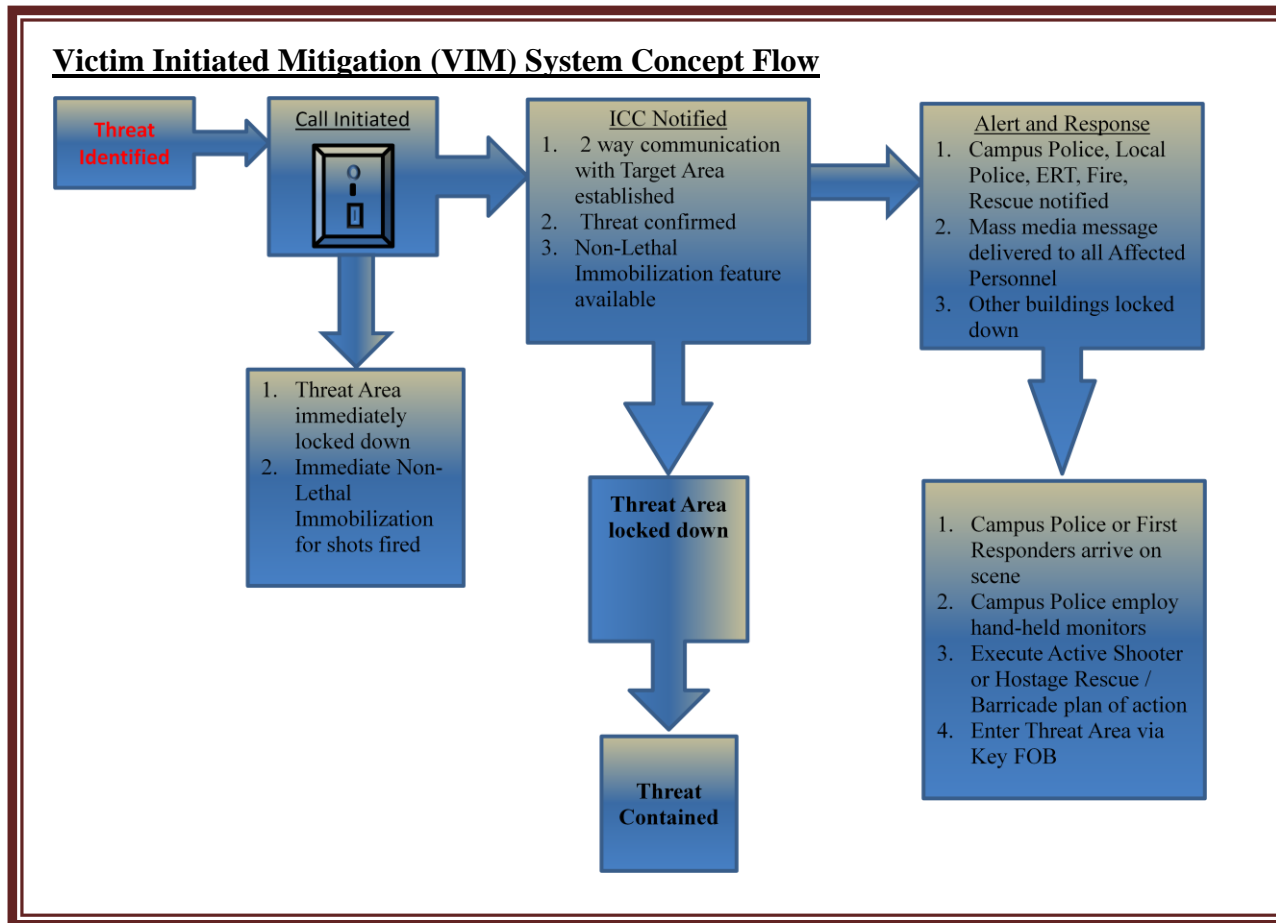 Victim Initiated Mitigation (VIM) System Concept Flow
Threat
Identified
Call Initiated
ICC Notified
1. 2 way communication
with Target Area
established
2. Threat confirmed
3. Non-Lethal
Immobilization feature
available
Alert and Response
1. Campus Police, Local
Police, ERT, Fire,
Rescue notified
2. Mass media message
delivered to all Affected
Personnel
3. Other buildings locked
down
1. Threat Area
immediately
locked down
2. Immediate Non-
Lethal
Immobilization
for shots fired
Threat Area
locked down
Threat
Contained
1. Campus Police or First
Responders arrive on
scene
2. Campus Police employ
hand-held monitors
3. Execute Active Shooter
or Hostage Rescue /
Barricade plan of action
4. Enter Threat Area via
Key FOB